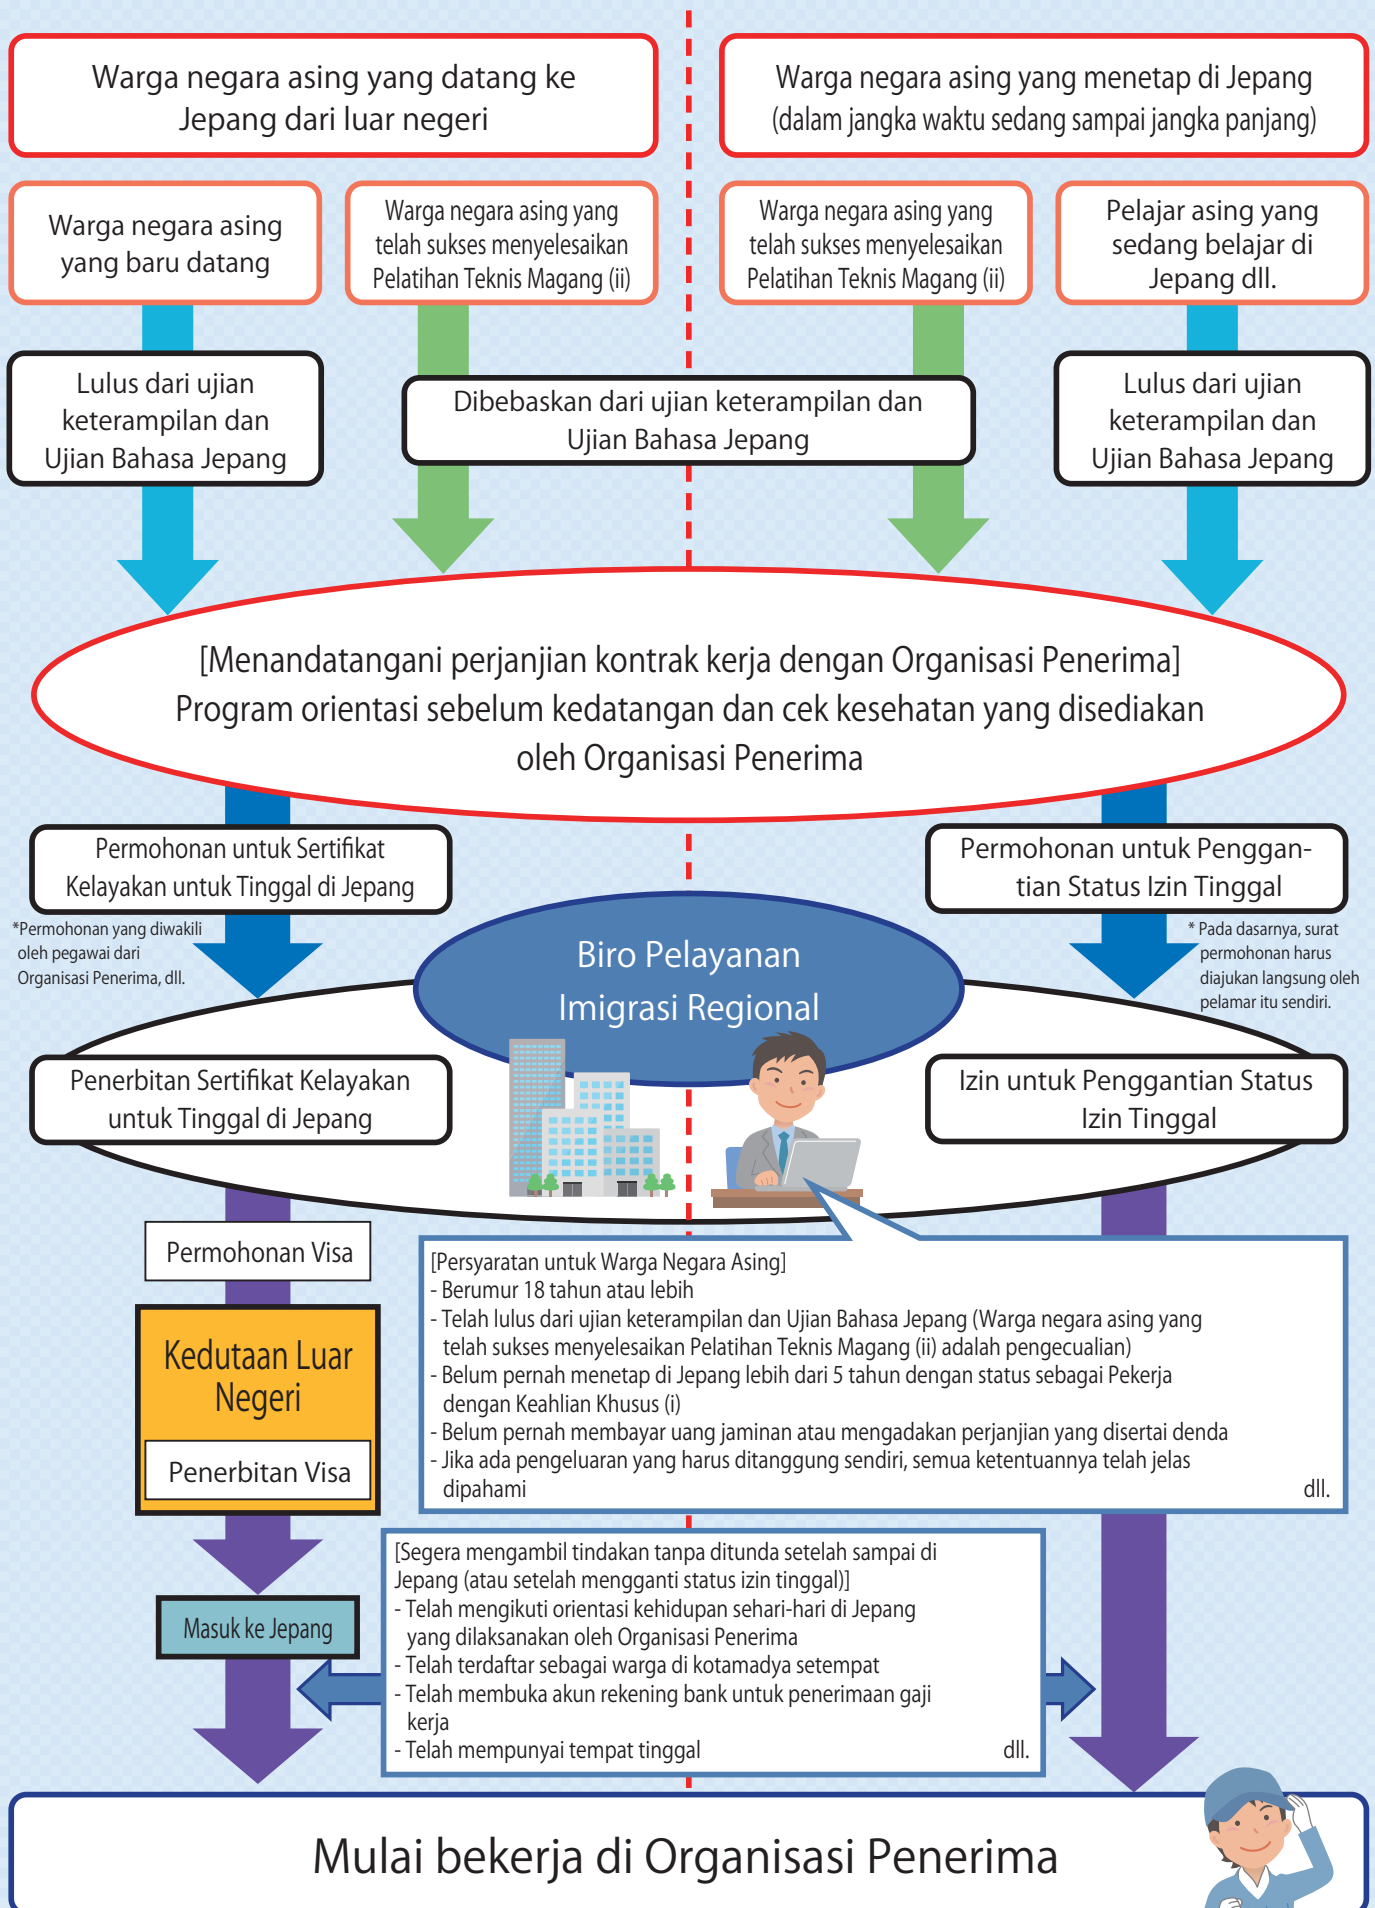 Warga negara asing yang datang ke
Jepang dari luar negeri
Warga negara asing yang menetap di Jepang
(dalam jangka waktu sedang sampai jangka panjang)
Warga negara asing
yang baru datang
Warga negara asing yang
telah sukses menyelesaikan
Pelatihan Teknis Magang (ii)
Warga negara asing yang
telah sukses menyelesaikan
Pelatihan Teknis Magang (ii)
Pelajar asing yang
sedang belajar di
Jepang dll.
Lulus dari ujian
keterampilan dan
Ujian Bahasa Jepang
Dibebaskan dari ujian keterampilan dan
Ujian Bahasa Jepang
Lulus dari ujian
keterampilan dan
Ujian Bahasa Jepang
[Menandatangani perjanjian kontrak kerja dengan Organisasi Penerima]
Program orientasi sebelum kedatangan dan cek kesehatan yang disediakan
oleh Organisasi Penerima
Permohonan untuk Sertifikat
Kelayakan untuk Tinggal di Jepang
Permohonan untuk Penggan-
tian Status Izin Tinggal
*Permohonan yang diwakili
oleh pegawai dari
Organisasi Penerima, dll.
* Pada dasarnya, surat
permohonan harus
diajukan langsung oleh
pelamar itu sendiri.
Biro Pelayanan
Imigrasi Regional
Penerbitan Sertifikat Kelayakan
untuk Tinggal di Jepang
Izin untuk Penggantian Status
Izin Tinggal
Permohonan Visa
Kedutaan Luar
Negeri
Penerbitan Visa
[Persyaratan untuk Warga Negara Asing]
- Berumur 18 tahun atau lebih
- Telah lulus dari ujian keterampilan dan Ujian Bahasa Jepang (Warga negara asing yang
telah sukses menyelesaikan Pelatihan Teknis Magang (ii) adalah pengecualian)
- Belum pernah menetap di Jepang lebih dari 5 tahun dengan status sebagai Pekerja
dengan Keahlian Khusus (i)
- Belum pernah membayar uang jaminan atau mengadakan perjanjian yang disertai denda
- Jika ada pengeluaran yang harus ditanggung sendiri, semua ketentuannya telah jelas
dipahami dll.
Masuk ke Jepang
[Segera mengambil tindakan tanpa ditunda setelah sampai di
Jepang (atau setelah mengganti status izin tinggal)]
- Telah mengikuti orientasi kehidupan sehari-hari di Jepang
yang dilaksanakan oleh Organisasi Penerima
- Telah terdaftar sebagai warga di kotamadya setempat
- Telah membuka akun rekening bank untuk penerimaan gaji
kerja
- Telah mempunyai tempat tinggal dll.
Mulai bekerja di Organisasi Penerima